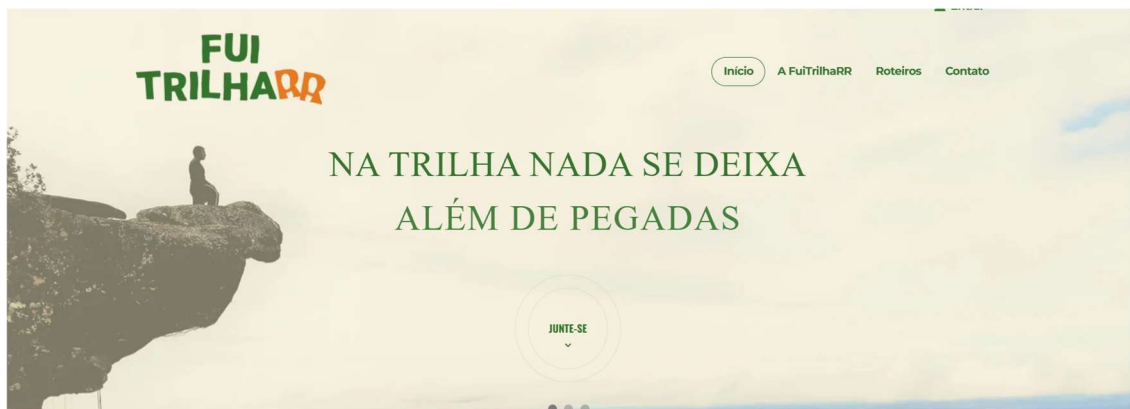 FUI
TRILHARR
Início A FuiTrilhaRR Roteiros Contato
NA TRILHA NADA SE DEIXA
ALÉM DE PEGADAS
JUNTE-SE